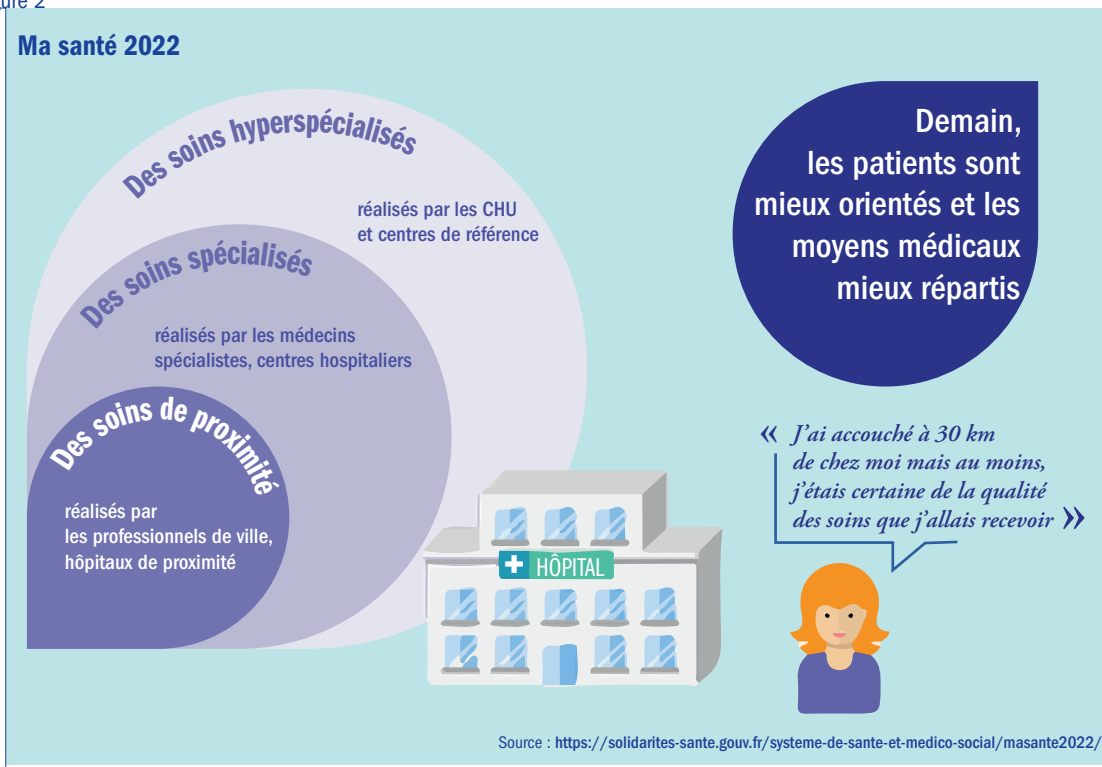 Ma santé 2022
Des soins hyperspécialisés
réalisés par les CHU
et centres de référence
Des soins spécialisés
réalisés par les médecins
spécialistes, centres hospitaliers
Des soins de proximité
réalisés par
les professionnels de ville,
hôpitaux de proximité
HÔPITAL
Demain,
les patients sont
mieux orientés et les
moyens médicaux
mieux répartis
« J'ai accouché à 30 km
de chez moi mais au moins,
j'étais certaine de la qualité
des soins que j'allais recevoir »
Source : https://solidarites-sante.gouv.fr/systeme-de-sante-et-medico-social/masante2022/